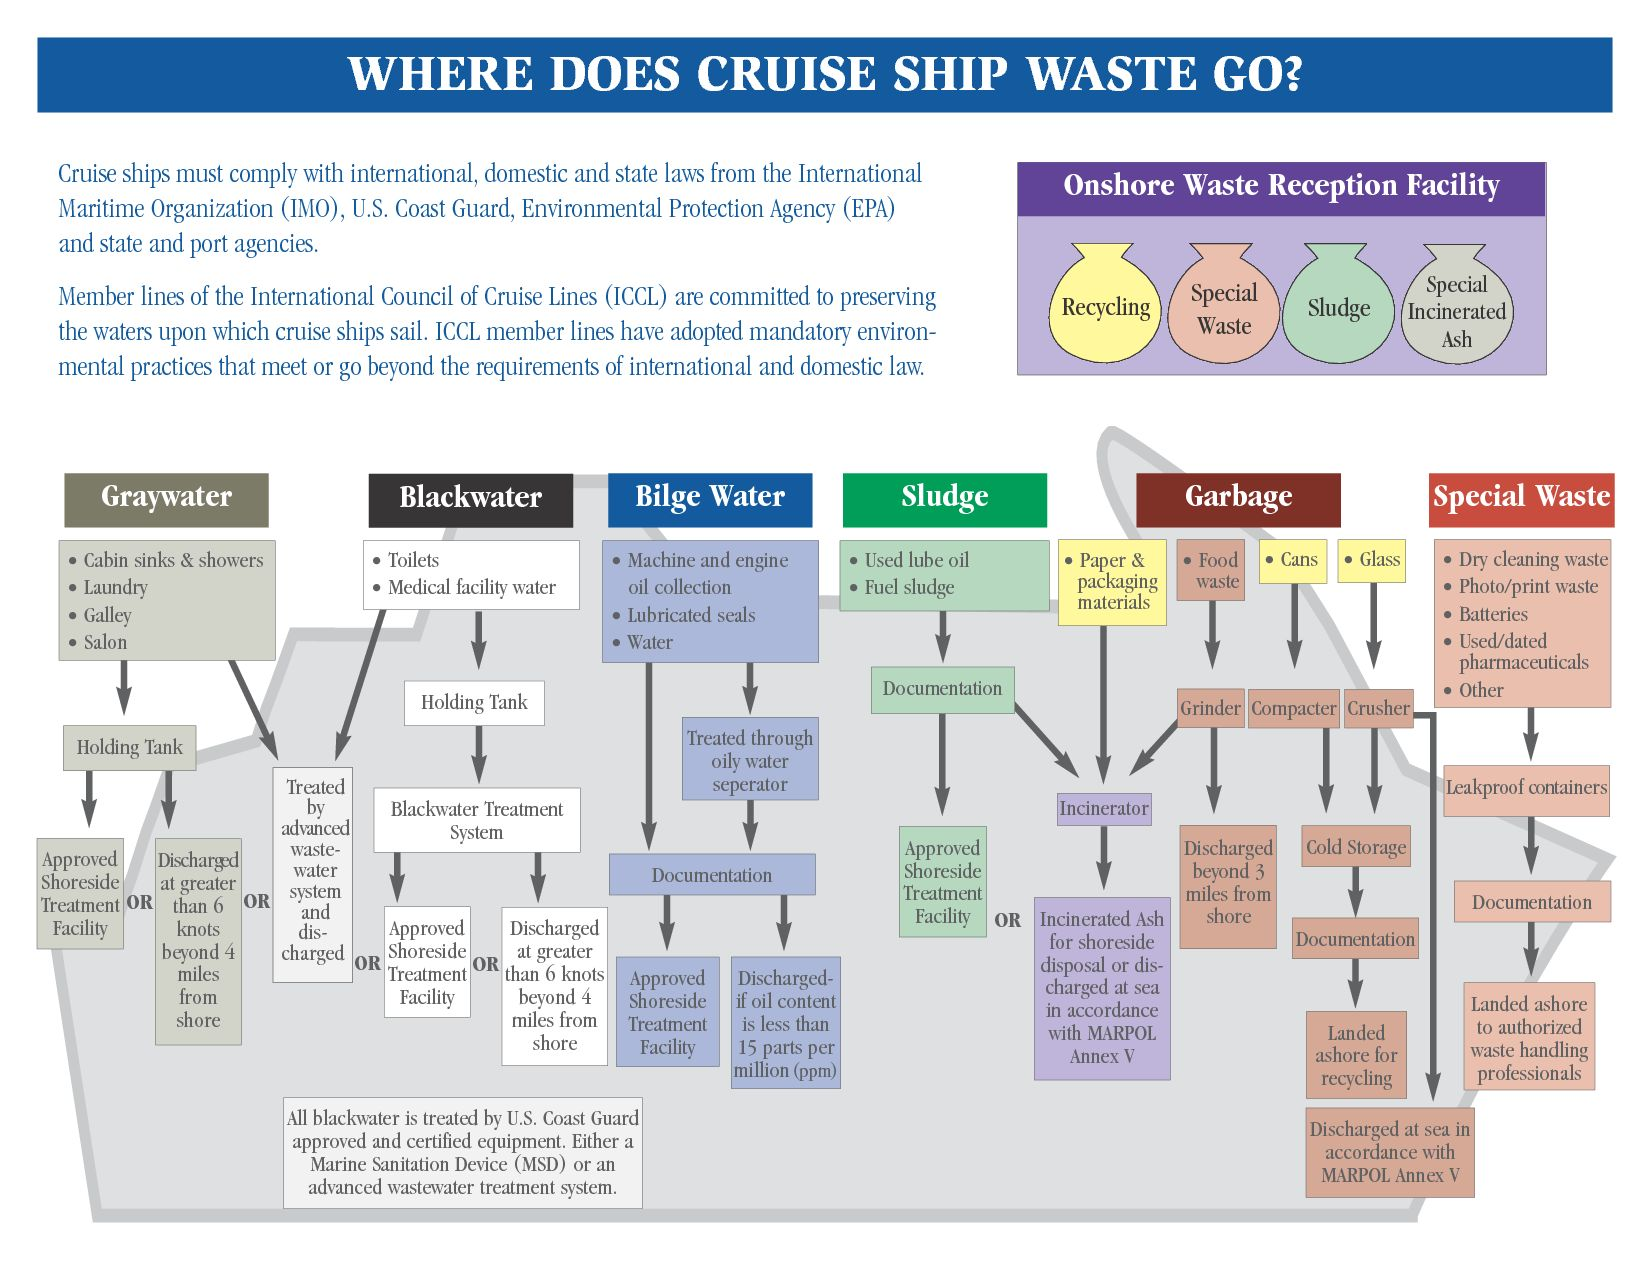 WHERE DOES CRUISE SHIP WASTE GO?
Cruise ships must comply with international, domestic and state laws from the International
Maritime Organization (IMO), U.S. Coast Guard, Environmental Protection Agency (EPA)
and state and port agencies.
Member lines of the International Council of Cruise Lines (ICCL) are committed to preserving
the waters upon which cruise ships sail. ICCL member lines have adopted mandatory environ-
mental practices that meet or go beyond the requirements of international and domestic law.
Onshore Waste Reception Facility
Recycling
Special
Waste
Sludge
Special
Incinerated
Ash
Graywater
• Cabin sinks & showers
• Laundry
• Galley
• Salon
Holding Tank
Approved
Shoreside
Treatment
Facility
OR
Discharged
at greater
than 6
knots
beyond 4
miles
from
shore
OR
Treated
by
advanced
waste-
water
system
and
dis-
charged
OR
Blackwater
• Toilets
• Medical facility water
Holding Tank
Blackwater Treatment
System
Approved
Shoreside
Treatment
Facility
OR
Discharged
at greater
than 6 knots
beyond 4
miles from
shore
All blackwater is treated by U.S. Coast Guard
approved and certified equipment. Either a
Marine Sanitation Device (MSD) or an
advanced wastewater treatment system.
Bilge Water
• Machine and engine
oil collection
• Lubricated seals
• Water
Treated through
oily water
seperator
Documentation
Approved
Shoreside
Treatment
Facility
Discharged-
if oil content
is less than
15 parts per
million (ppm)
Sludge
• Used lube oil
• Fuel sludge
Documentation
Approved
Shoreside
Treatment
Facility
OR
Garbage
• Paper &
packaging
materials
• Food
waste
• Cans
• Glass
Grinder
Compacter
Crusher
Incinerator
Incinerated Ash
for shoreside
disposal or dis-
charged at sea
in accordance
with MARPOL
Annex V
Discharged
beyond 3
miles from
shore
Cold Storage
Documentation
Landed
ashore for
recycling
Discharged at sea in
accordance with
MARPOL Annex V
Special Waste
• Dry cleaning waste
• Photo/print waste
• Batteries
• Used/dated
pharmaceuticals
• Other
Leakproof containers
Documentation
Landed ashore
to authorized
waste handling
professionals